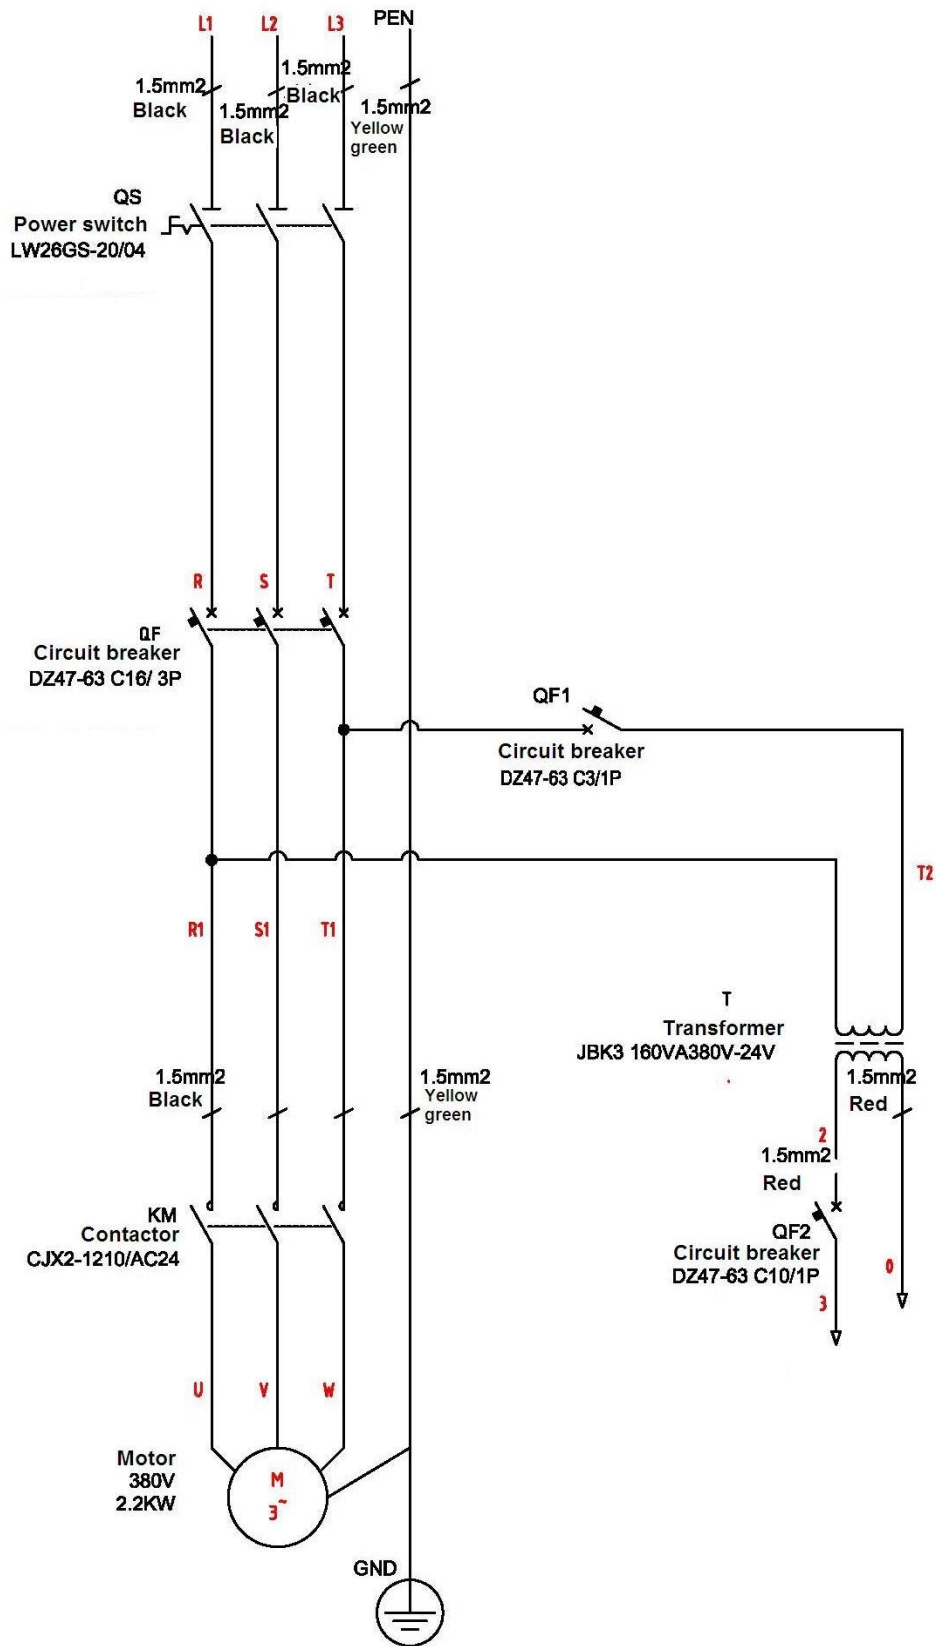 L1
L2
L3
PEN
1.5mm2
Black
1.5mm2
Black
1.5mm2
Black
1.5mm2
Yellow
green
QS
Power switch
LW26GS-20/04
R
S
T
QF
Circuit breaker
DZ47-63 C16/ 3P
QF1
Circuit breaker
DZ47-63 C3/1P
T2
R1
S1
T1
T
Transformer
JBK3 160VA380V-24V
1.5mm2
Black
1.5mm2
Yellow
green
1.5mm2
Red
2
1.5mm2
Red
KM
Contactor
CJX2-1210/AC24
QF2
Circuit breaker
DZ47-63 C10/1P
0
3
U
V
W
Motor
380V
2.2KW
M
3~
GND